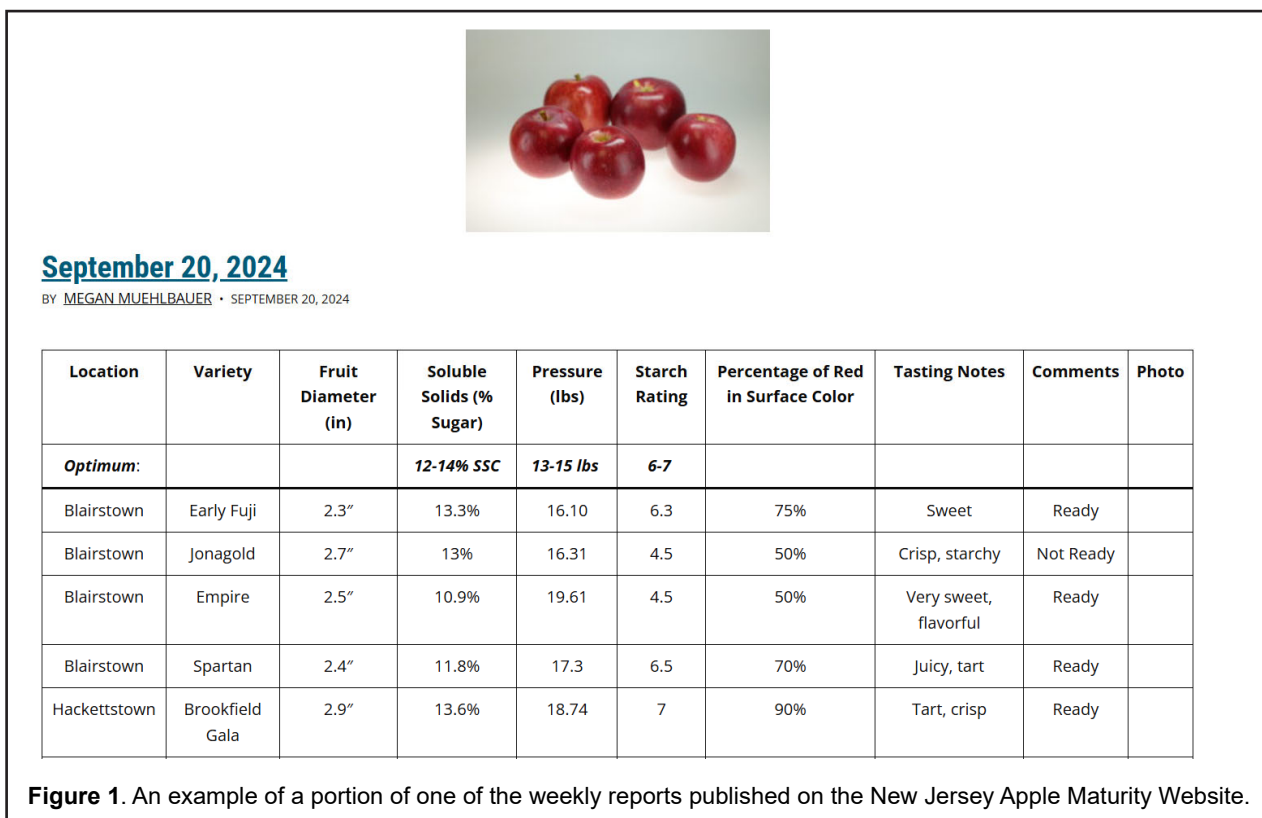 September 20, 2024
BY MEGAN MUEHLBAUER • SEPTEMBER 20, 2024
Location Variety Fruit Diameter (in) Soluble Solids (% Sugar) Pressure (lbs) Starch Rating Percentage of Red in Surface Color Tasting Notes Comments Photo
Optimum: 12-14% SSC 13-15 lbs 6-7
Blairstown Early Fuji 2.3″ 13.3% 16.10 6.3 75% Sweet Ready
Blairstown Jonagold 2.7″ 13% 16.31 4.5 50% Crisp, starchy Not Ready
Blairstown Empire 2.5″ 10.9% 19.61 4.5 50% Very sweet, flavorful Ready
Blairstown Spartan 2.4″ 11.8% 17.3 6.5 70% Juicy, tart Ready
Hackettstown Brookfield Gala 2.9″ 13.6% 18.74 7 90% Tart, crisp Ready
Figure 1. An example of a portion of one of the weekly reports published on the New Jersey Apple Maturity Website.